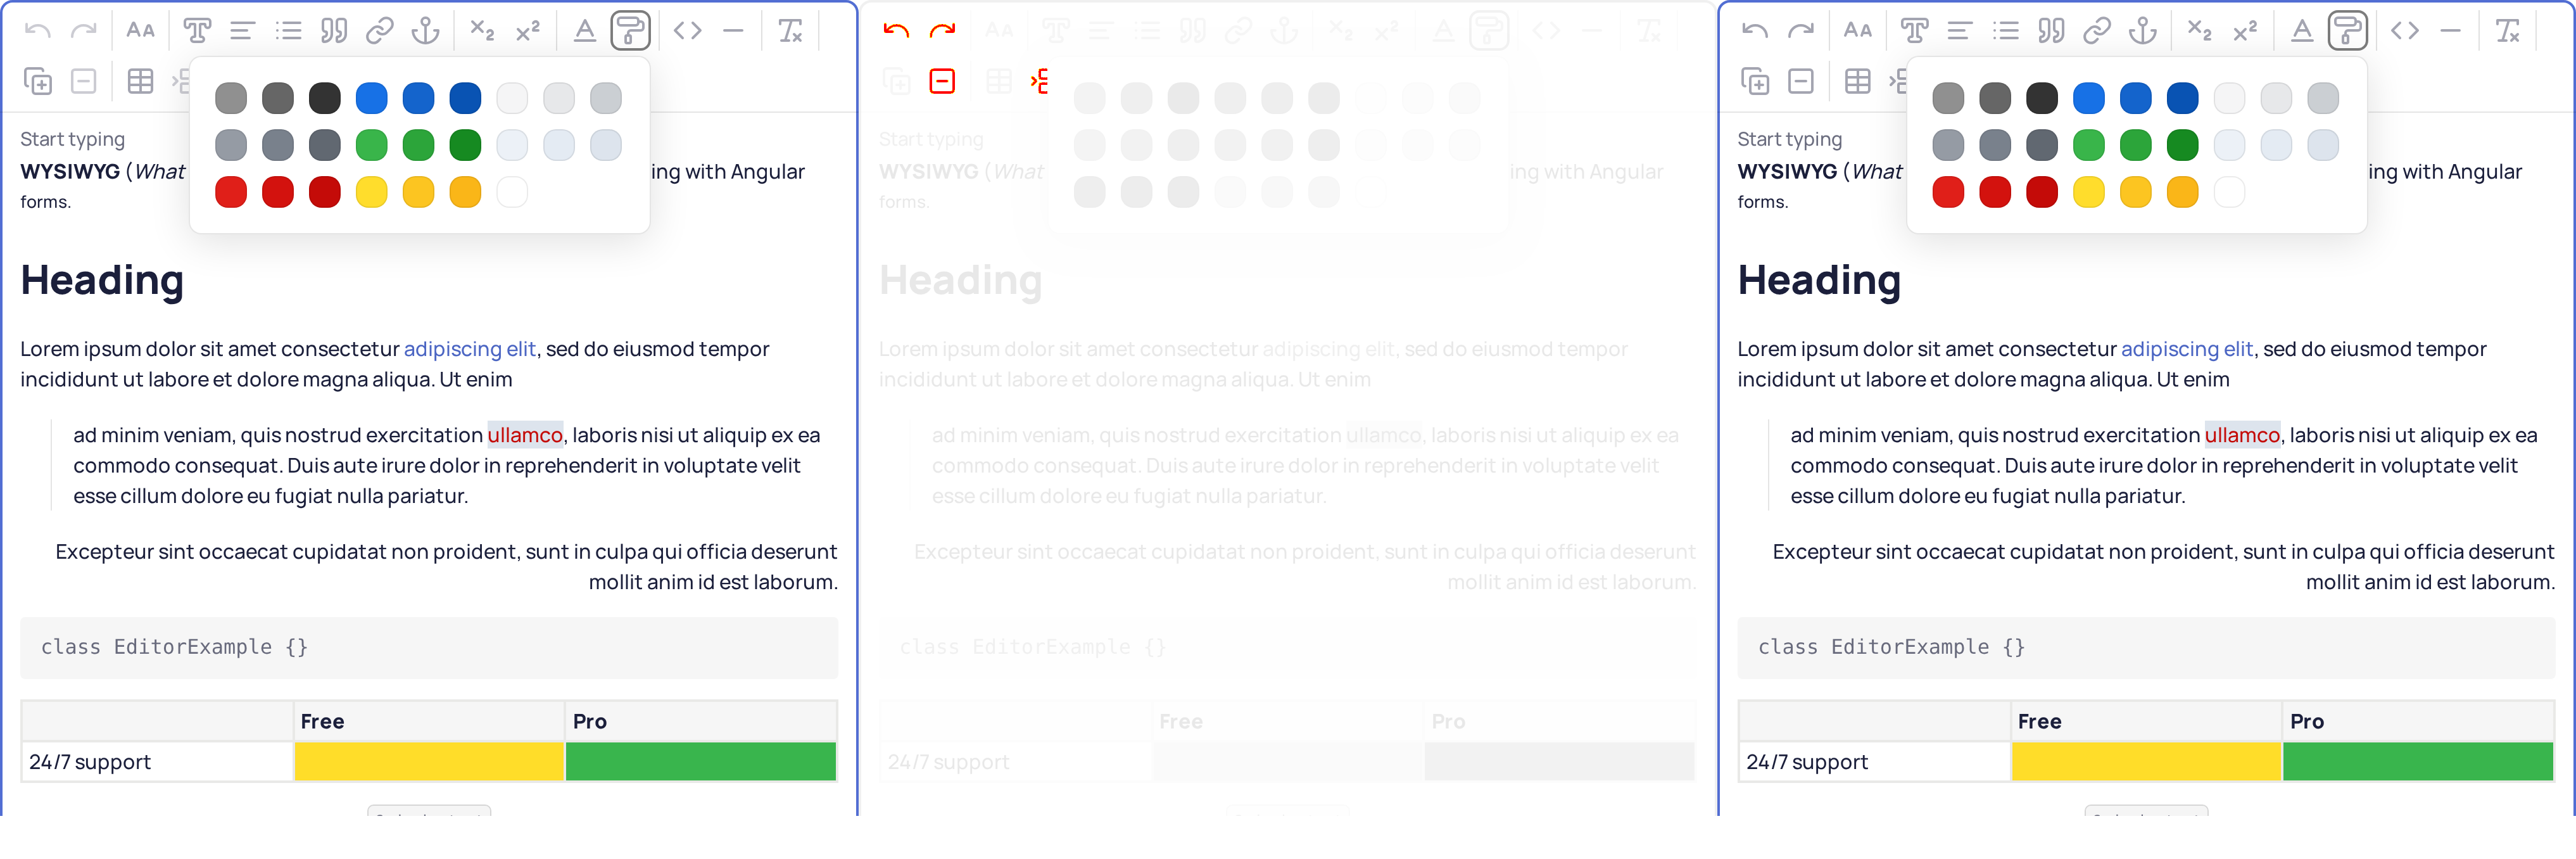 Start typing
WYSIWYG (What
ing with Angular
forms.
Heading
Lorem ipsum dolor sit amet consectetur adipiscing elit, sed do eiusmod tempor
incididunt ut labore et dolore magna aliqua. Ut enim
ad minim veniam, quis nostrud exercitation ullamco, laboris nisi ut aliquip ex ea
commodo consequat. Duis aute irure dolor in reprehenderit in voluptate velit
esse cillum dolore eu fugiat nulla pariatur.
Excepteur sint occaecat cupidatat non proident, sunt in culpa qui officia deserunt
mollit anim id est laborum.
class EditorExample {}
Free Pro
24/7 support
Start typing
WYSIWYG (What
ing with Angular
forms.
Heading
Lorem ipsum dolor sit amet consectetur adipiscing elit, sed do eiusmod tempor
incididunt ut labore et dolore magna aliqua. Ut enim
ad minim veniam, quis nostrud exercitation ullamco, laboris nisi ut aliquip ex ea
commodo consequat. Duis aute irure dolor in reprehenderit in voluptate velit
esse cillum dolore eu fugiat nulla pariatur.
Excepteur sint occaecat cupidatat non proident, sunt in culpa qui officia deserunt
mollit anim id est laborum.
class EditorExample {}
Free Pro
24/7 support
Start typing
WYSIWYG (What
ing with Angular
forms.
Heading
Lorem ipsum dolor sit amet consectetur adipiscing elit, sed do eiusmod tempor
incididunt ut labore et dolore magna aliqua. Ut enim
ad minim veniam, quis nostrud exercitation ullamco, laboris nisi ut aliquip ex ea
commodo consequat. Duis aute irure dolor in reprehenderit in voluptate velit
esse cillum dolore eu fugiat nulla pariatur.
Excepteur sint occaecat cupidatat non proident, sunt in culpa qui officia deserunt
mollit anim id est laborum.
class EditorExample {}
Free Pro
24/7 support